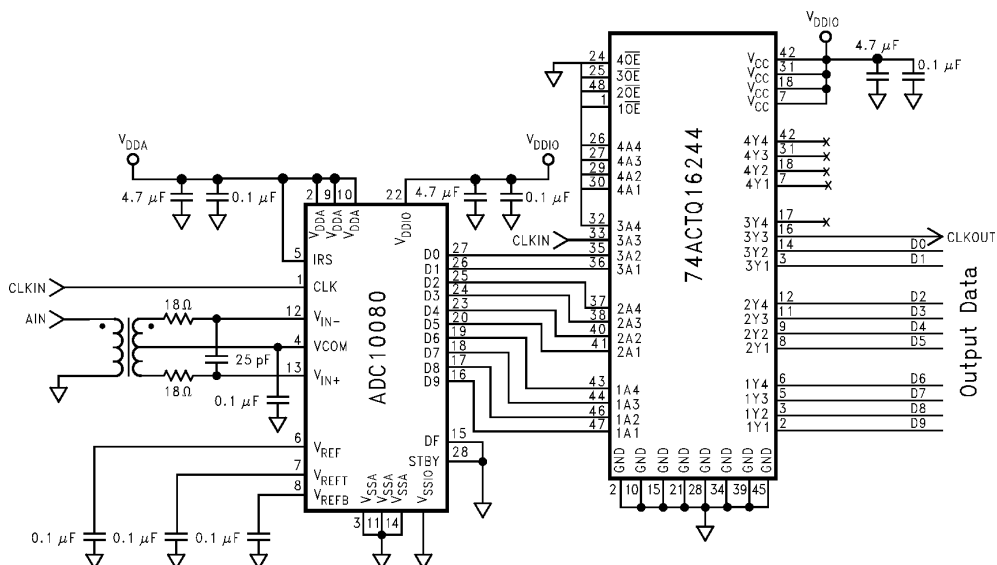 V_DDIO
4.7 µF
0.1 µF
24 4OE
25 3OE
48 2OE
1 1OE
V_CC 42
V_CC 31
V_CC 18
V_CC 7
26 4A4
27 4A3
29 4A2
30 4A1
4Y4 42
4Y3 31
4Y2 18
4Y1 7
32 3A4
CLKIN 33 3A3
35 3A2
36 3A1
3Y4 17
3Y3 16 CLKOUT
3Y2 14 D0
3Y1 3 D1
37 2A4
38 2A3
40 2A2
41 2A1
2Y4 12 D2
2Y3 11 D3
2Y2 9 D4
2Y1 8 D5
43 1A4
44 1A3
46 1A2
47 1A1
1Y4 6 D6
1Y3 5 D7
1Y2 3 D8
1Y1 2 D9
74ACTQ16244
Output Data
GND GND GND GND GND GND GND GND
2 10 15 21 28 34 39 45
V_DDA
4.7 µF
0.1 µF
V_DDIO
4.7 µF
0.1 µF
2 9 10 22
V_DDA V_DDA V_DDA V_DDIO
5 IRS
CLKIN 1 CLK
AIN
18Ω
12 V_IN-
4 VCOM
25 pF
13 V_IN+
18Ω
0.1 µF
6 V_REF
7 V_REFT
8 V_REFB
0.1 µF
0.1 µF
0.1 µF
ADC10080
D0 27
D1 26
D2 25
D3 24
D4 23
D5 20
D6 19
D7 18
D8 17
D9 16
DF 15
STBY 28
V_SSA V_SSA V_SSA V_SSIO
3 11 14